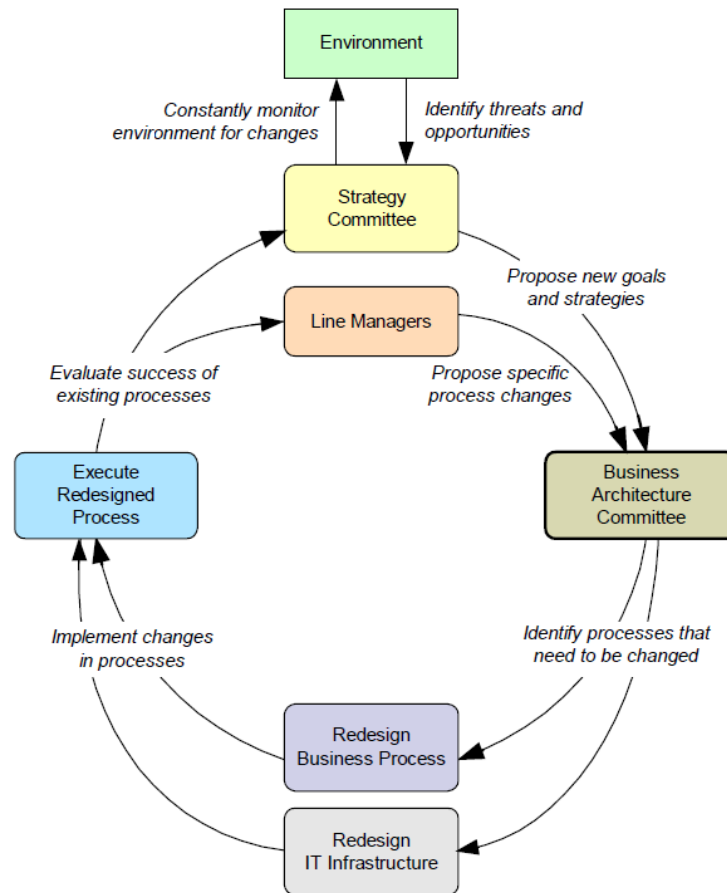 Environment
Constantly monitor
environment for changes
Identify threats and
opportunities
Strategy
Committee
Propose new goals
and strategies
Line Managers
Evaluate success of
existing processes
Propose specific
process changes
Execute
Redesigned
Process
Business
Architecture
Committee
Implement changes
in processes
Identify processes that
need to be changed
Redesign
Business Process
Redesign
IT Infrastructure